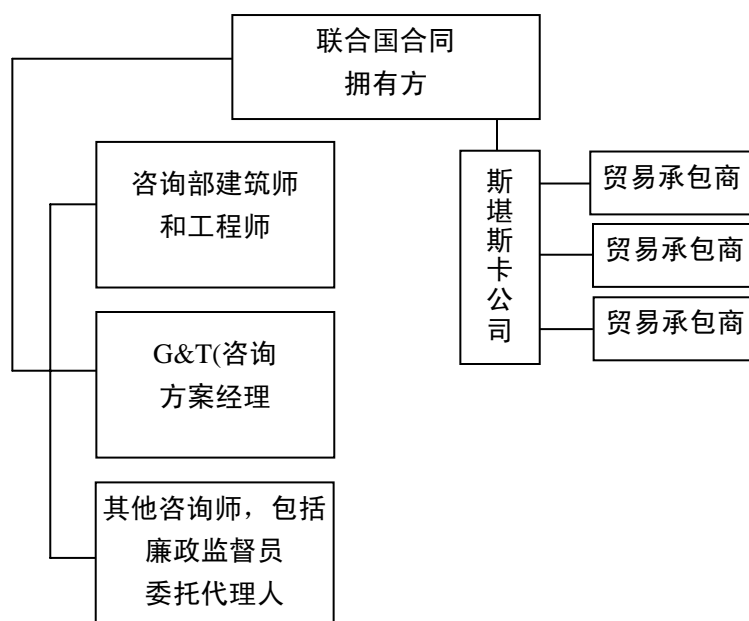 联合国合同
拥有方
咨询部建筑师
和工程师
G&T(咨询
方案经理
其他咨询师，包括
廉政监督员
委托代理人
斯堪斯卡公司
贸易承包商
贸易承包商
贸易承包商